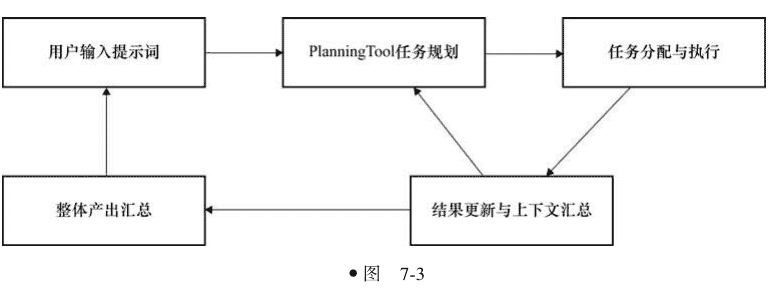 用户输入提示词
PlanningTool任务规划
任务分配与执行
整体产出汇总
结果更新与上下文汇总
●图 7-3